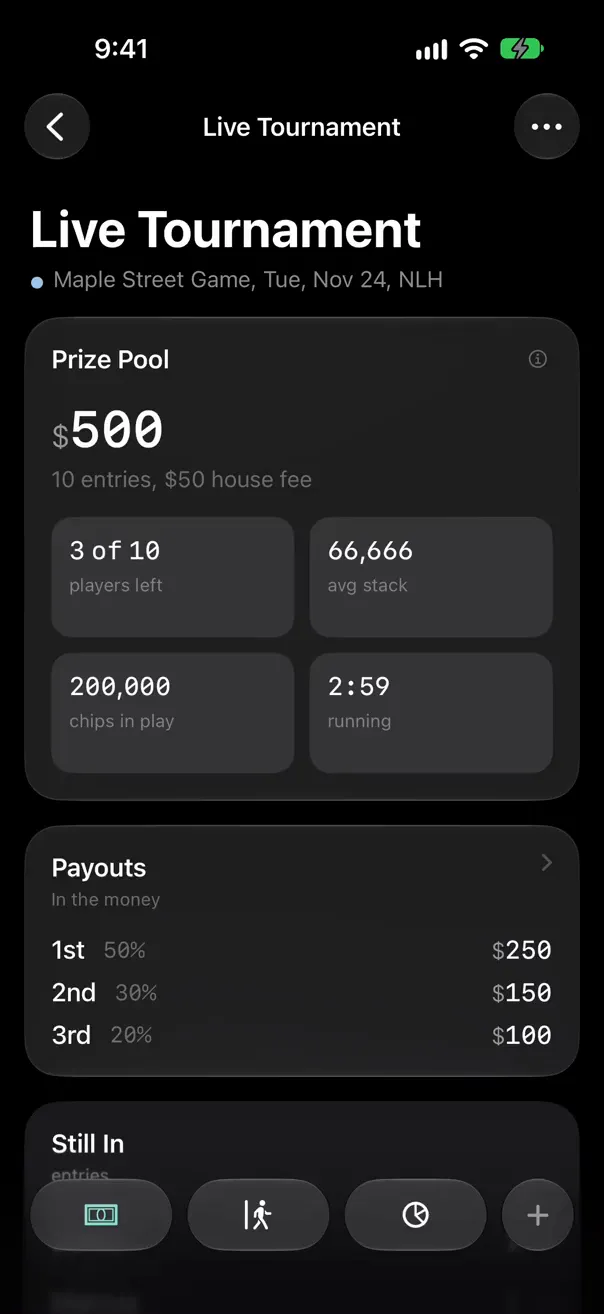 9:41
Live Tournament
Live Tournament
Maple Street Game, Tue, Nov 24, NLH
Prize Pool
$500
10 entries, $50 house fee
3 of 10
players left
66,666
avg stack
200,000
chips in play
2:59
running
Payouts
In the money
1st 50% $250
2nd 30% $150
3rd 20% $100
Still In
entries